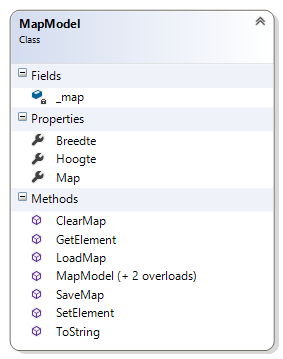 MapModel
Class
Fields
_map
Properties
Breedte
Hoogte
Map
Methods
ClearMap
GetElement
LoadMap
MapModel (+ 2 overloads)
SaveMap
SetElement
ToString